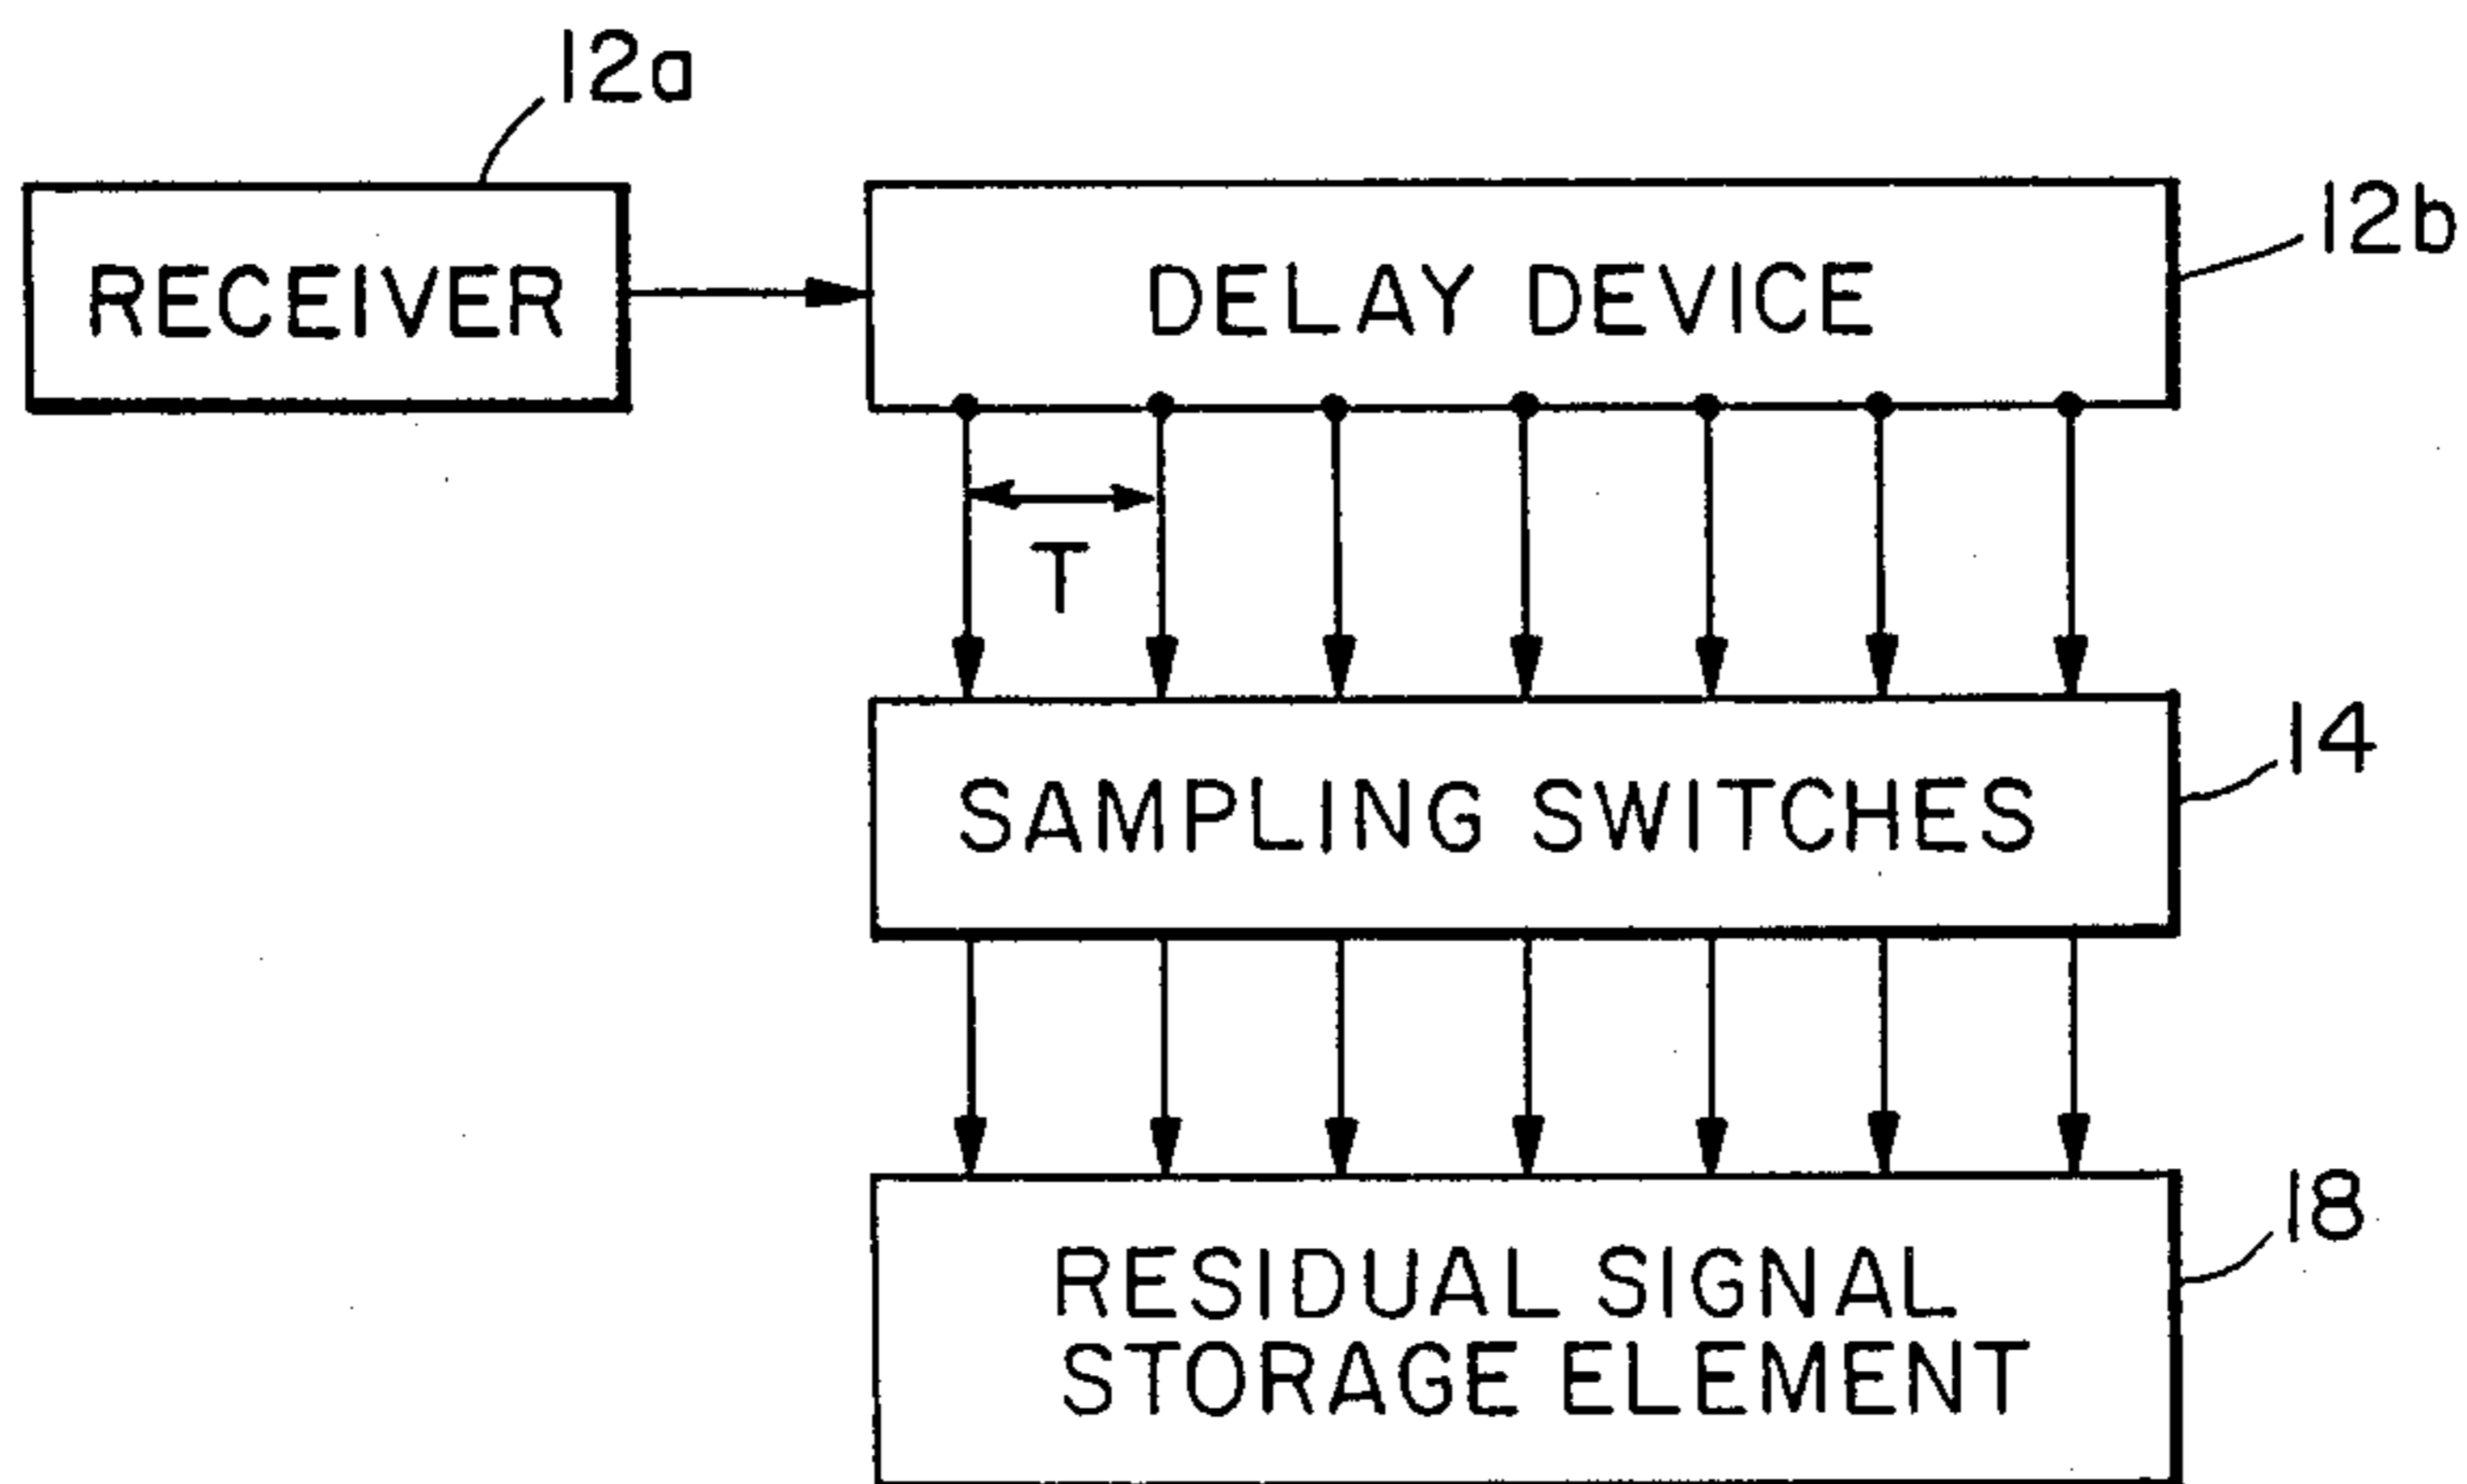 12a
RECEIVER
DELAY DEVICE
12b
T
SAMPLING SWITCHES
14
RESIDUAL SIGNAL
STORAGE ELEMENT
18